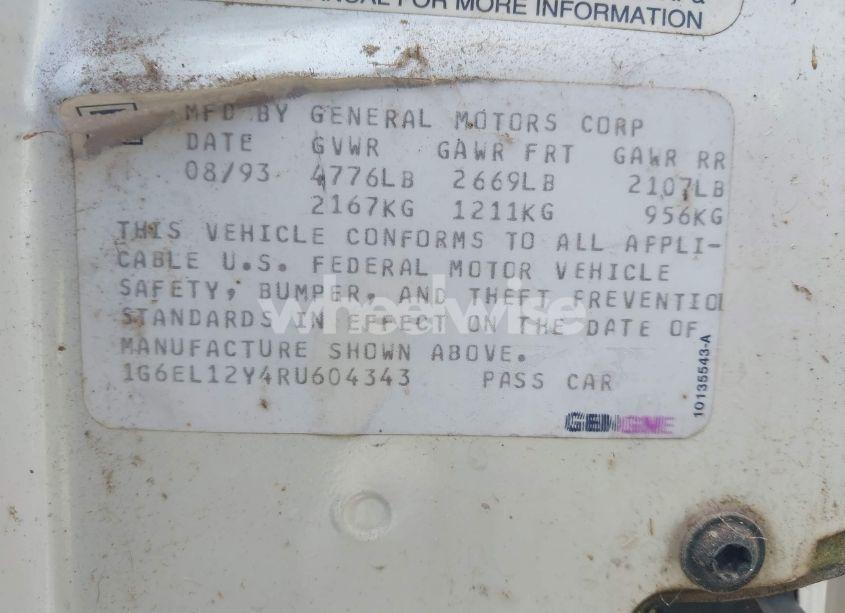 NUAL FOR MORE INFORMATION
MFD BY GENERAL MOTORS CORP
DATE GVWR GAWR FRT GAWR RR
08/93 4776LB 2669LB 2107LB
2167KG 1211KG 956KG
THIS VEHICLE CONFORMS TO ALL APPLI-
CABLE U.S. FEDERAL MOTOR VEHICLE
SAFETY, BUMPER, AND THEFT PREVENTIO
STANDARDS IN EFFECT ON THE DATE OF
MANUFACTURE SHOWN ABOVE.
1G6EL12Y4RU604343 PASS CAR
10135543-A
wheelwise